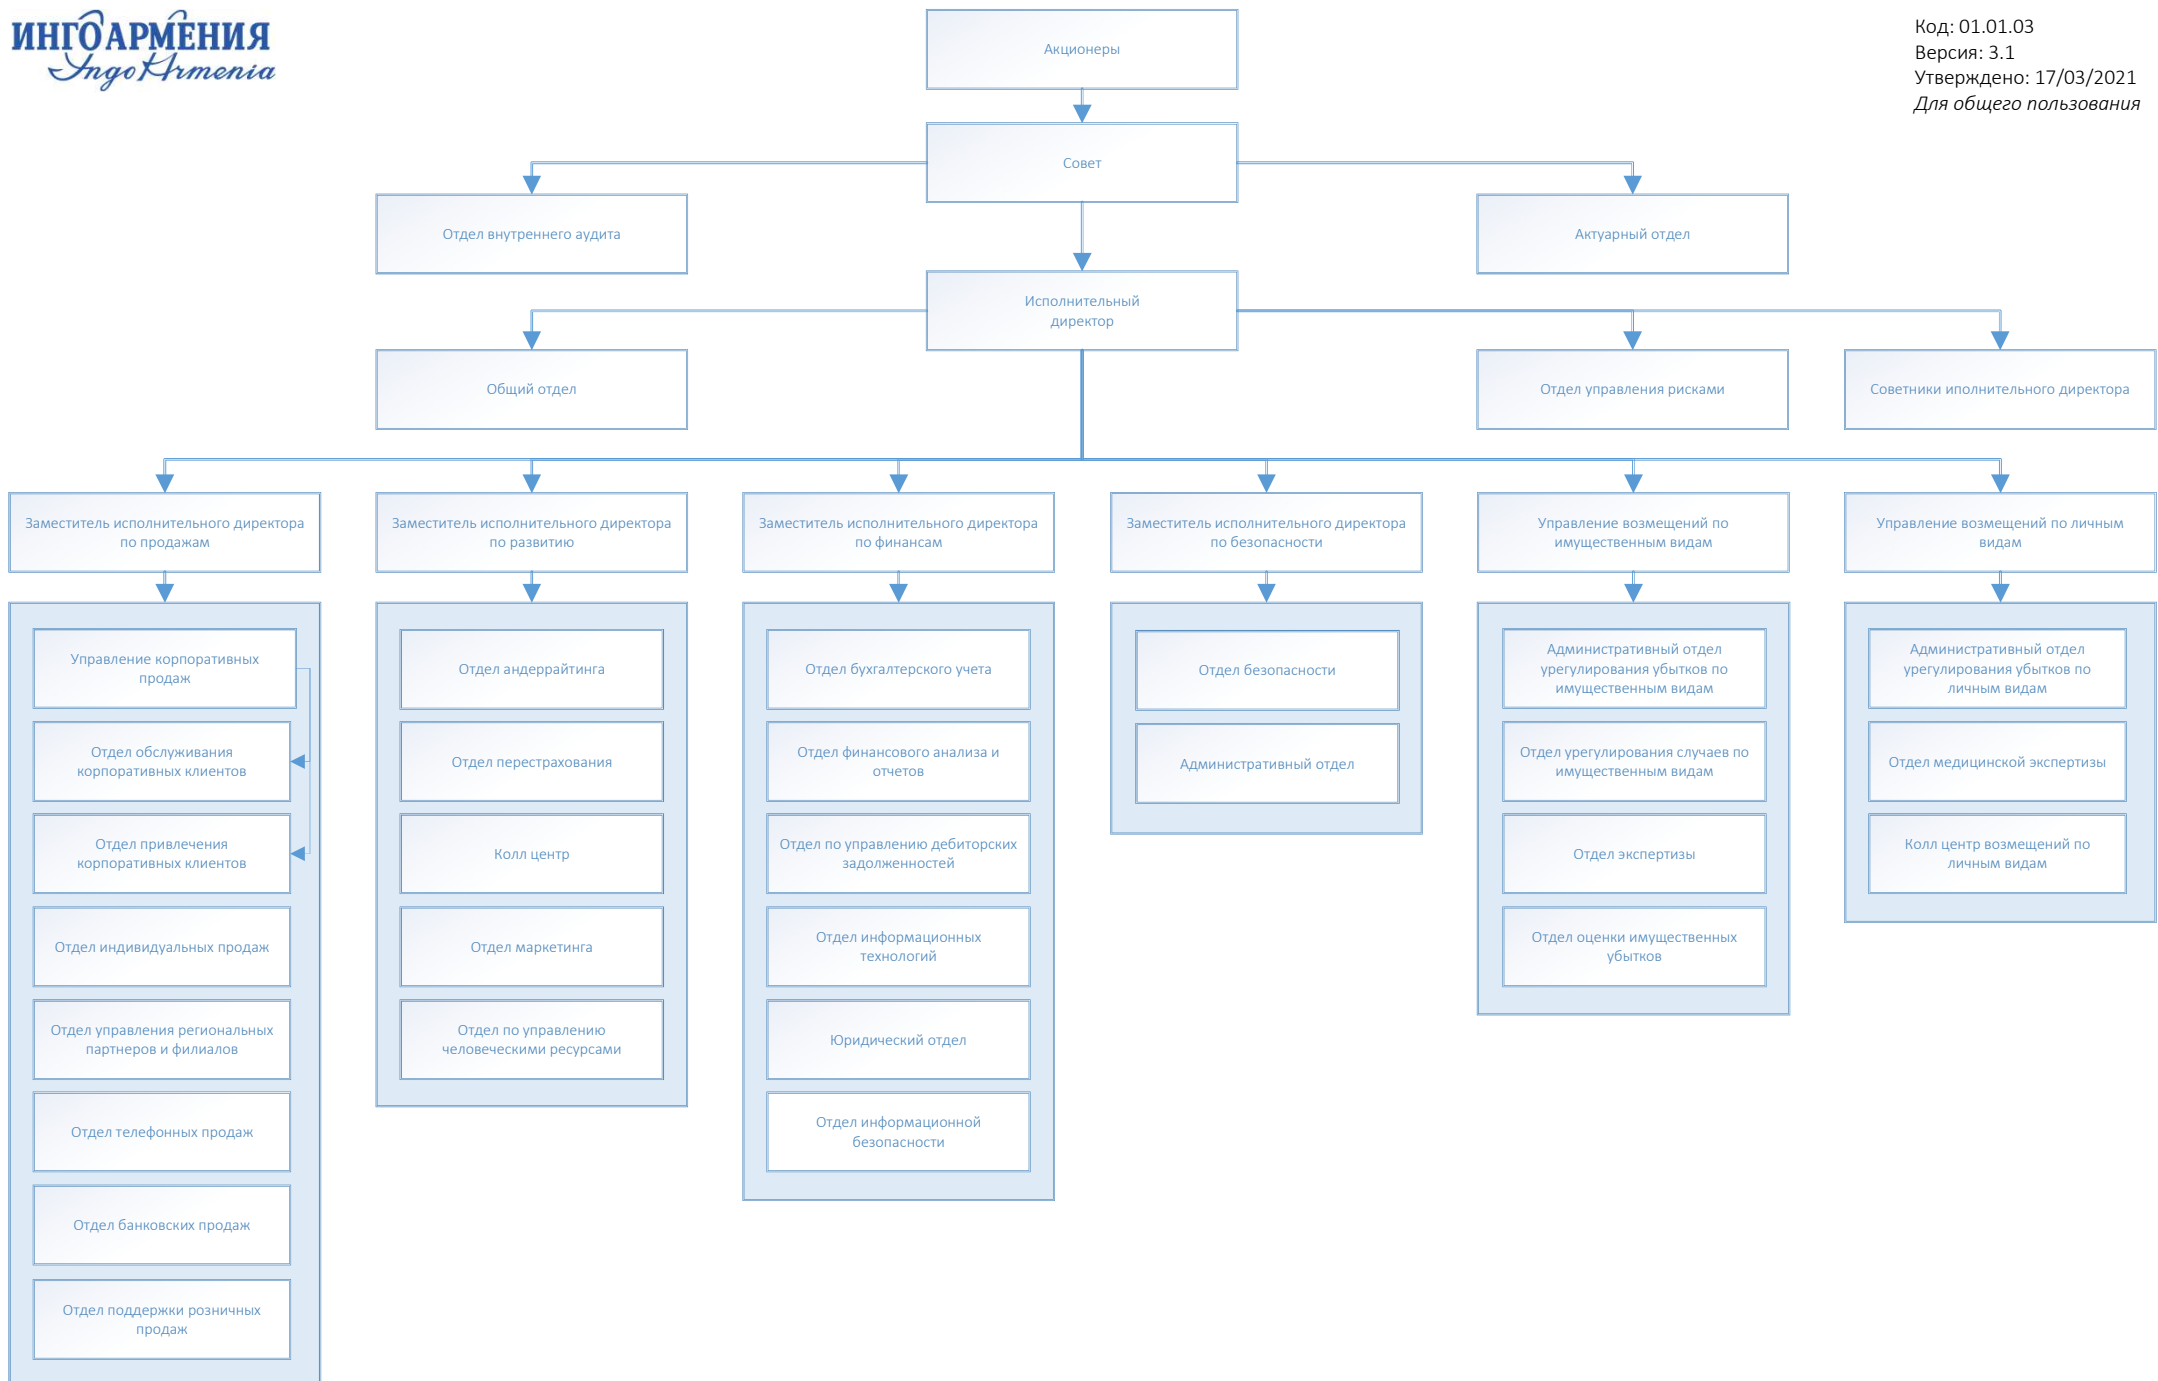 ИНГОАРМЕНИЯ
IngoArmenia
Код: 01.01.03
Версия: 3.1
Утверждено: 17/03/2021
Для общего пользования
Акционеры
Совет
Отдел внутреннего аудита
Актуарный отдел
Исполнительный
директор
Общий отдел
Отдел управления рисками
Советники иполнительного директора
Заместитель исполнительного директора
по продажам
Заместитель исполнительного директора
по развитию
Заместитель исполнительного директора
по финансам
Заместитель исполнительного директора
по безопасности
Управление возмещений по
имущественным видам
Управление возмещений по личным
видам
Управление корпоративных
продаж
Отдел обслуживания
корпоративных клиентов
Отдел привлечения
корпоративных клиентов
Отдел индивидуальных продаж
Отдел управления региональных
партнеров и филиалов
Отдел телефонных продаж
Отдел банковских продаж
Отдел поддержки розничных
продаж
Отдел андеррайтинга
Отдел перестрахования
Колл центр
Отдел маркетинга
Отдел по управлению
человеческими ресурсами
Отдел бухгалтерского учета
Отдел финансового анализа и
отчетов
Отдел по управлению дебиторских
задолженностей
Отдел информационных
технологий
Юридический отдел
Отдел информационной
безопасности
Отдел безопасности
Административный отдел
Административный отдел
урегулирования убытков по
имущественным видам
Отдел урегулирования случаев по
имущественным видам
Отдел экспертизы
Отдел оценки имущественных
убытков
Административный отдел
урегулирования убытков по
личным видам
Отдел медицинской экспертизы
Колл центр возмещений по
личным видам